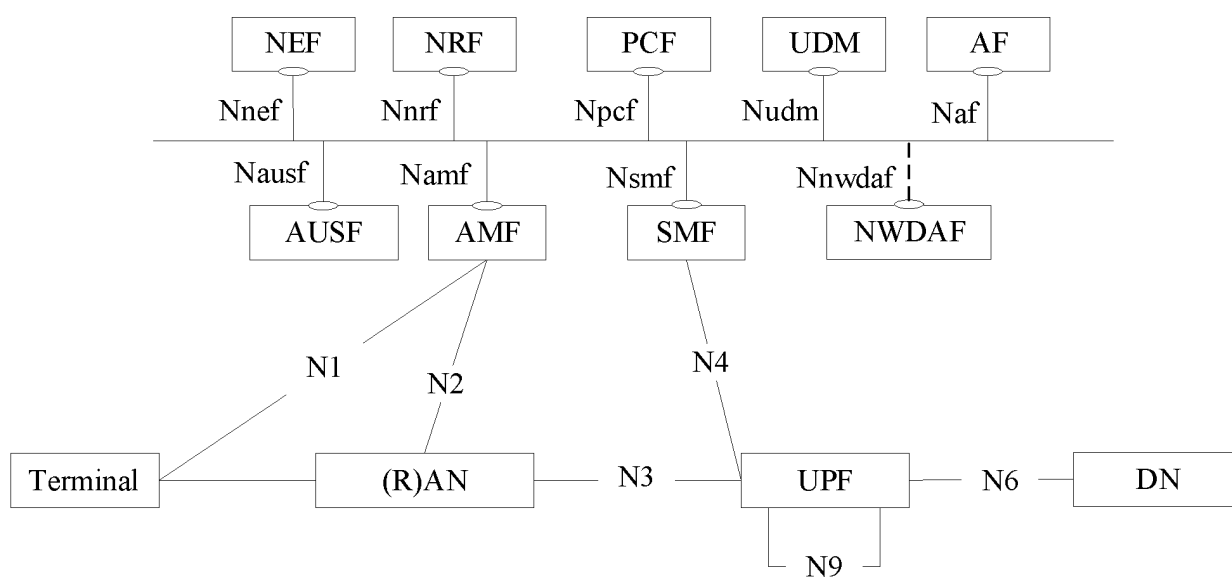 NEF NRF PCF UDM AF
Nnef Nnrf Npcf Nudm Naf
Nausf Namf Nsmf Nnwdaf
AUSF AMF SMF NWDAF
N1 N2 N4
Terminal (R)AN N3 UPF N6 DN
N9